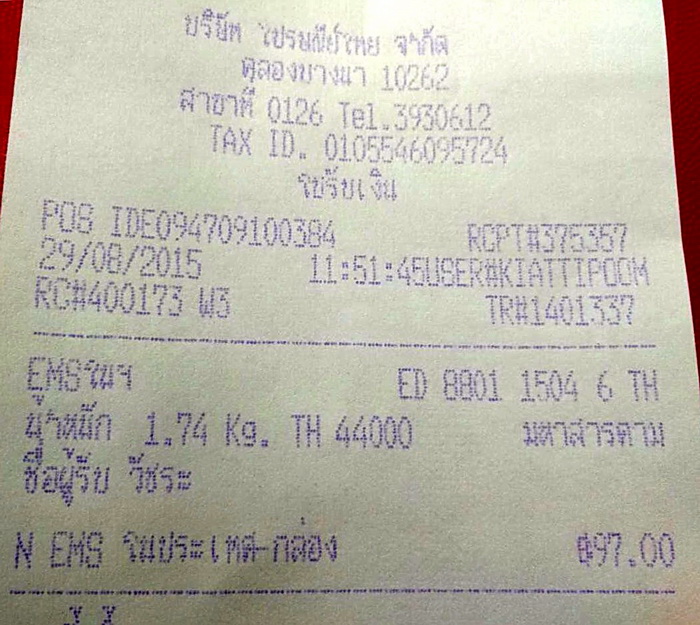 บริษัท ไปรษณีย์ไทย จำกัด
คลองบางนา 10262
สาขาที่ 0126 Tel.3930612
TAX ID. 0105546095724
ใบรับเงิน
POS IDE094709100384 RCPT#375357
29/08/2015 11:51:45USER#KIATTIPOOM
RC#400173 W3 TR#1401337
EMSในฯ ED 8801 1504 6 TH
น้ำหนัก 1.74 Kg. TH 44000 มหาสารคาม
ชื่อผู้รับ วีชระ
N EMS ในประเทศ-กล่อง ฿97.00